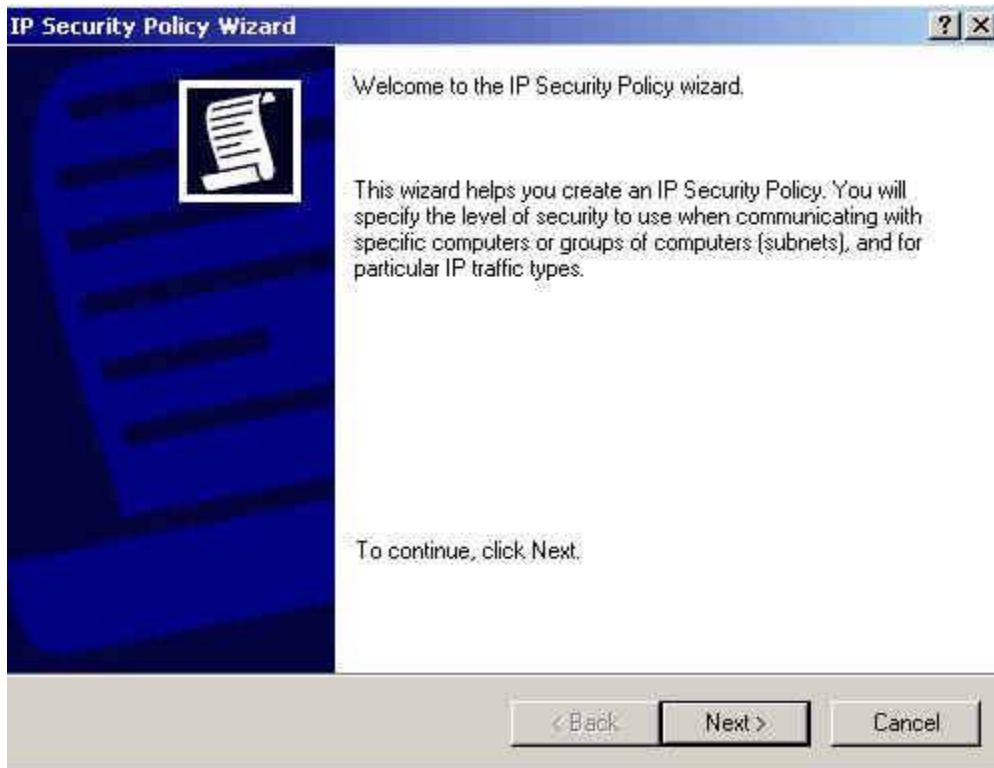 IP Security Policy Wizard
Welcome to the IP Security Policy wizard.
This wizard helps you create an IP Security Policy. You will
specify the level of security to use when communicating with
specific computers or groups of computers (subnets), and for
particular IP traffic types.
To continue, click Next.
< Back Next > Cancel